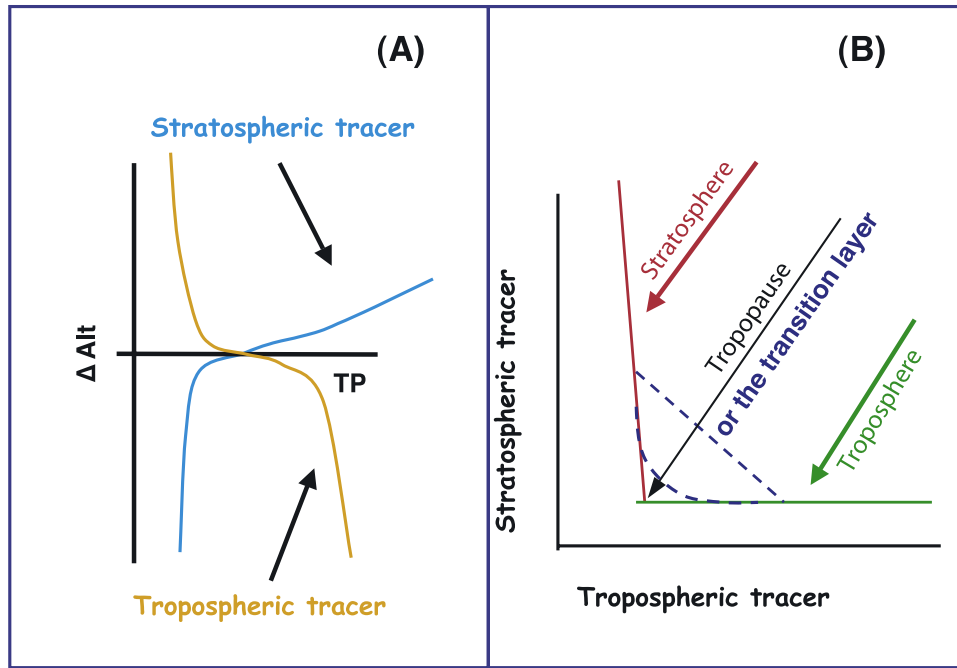 (A)
Stratospheric tracer
Δ Alt
TP
Tropospheric tracer
(B)
Stratosphere
Tropopause
or the transition layer
Troposphere
Stratospheric tracer
Tropospheric tracer